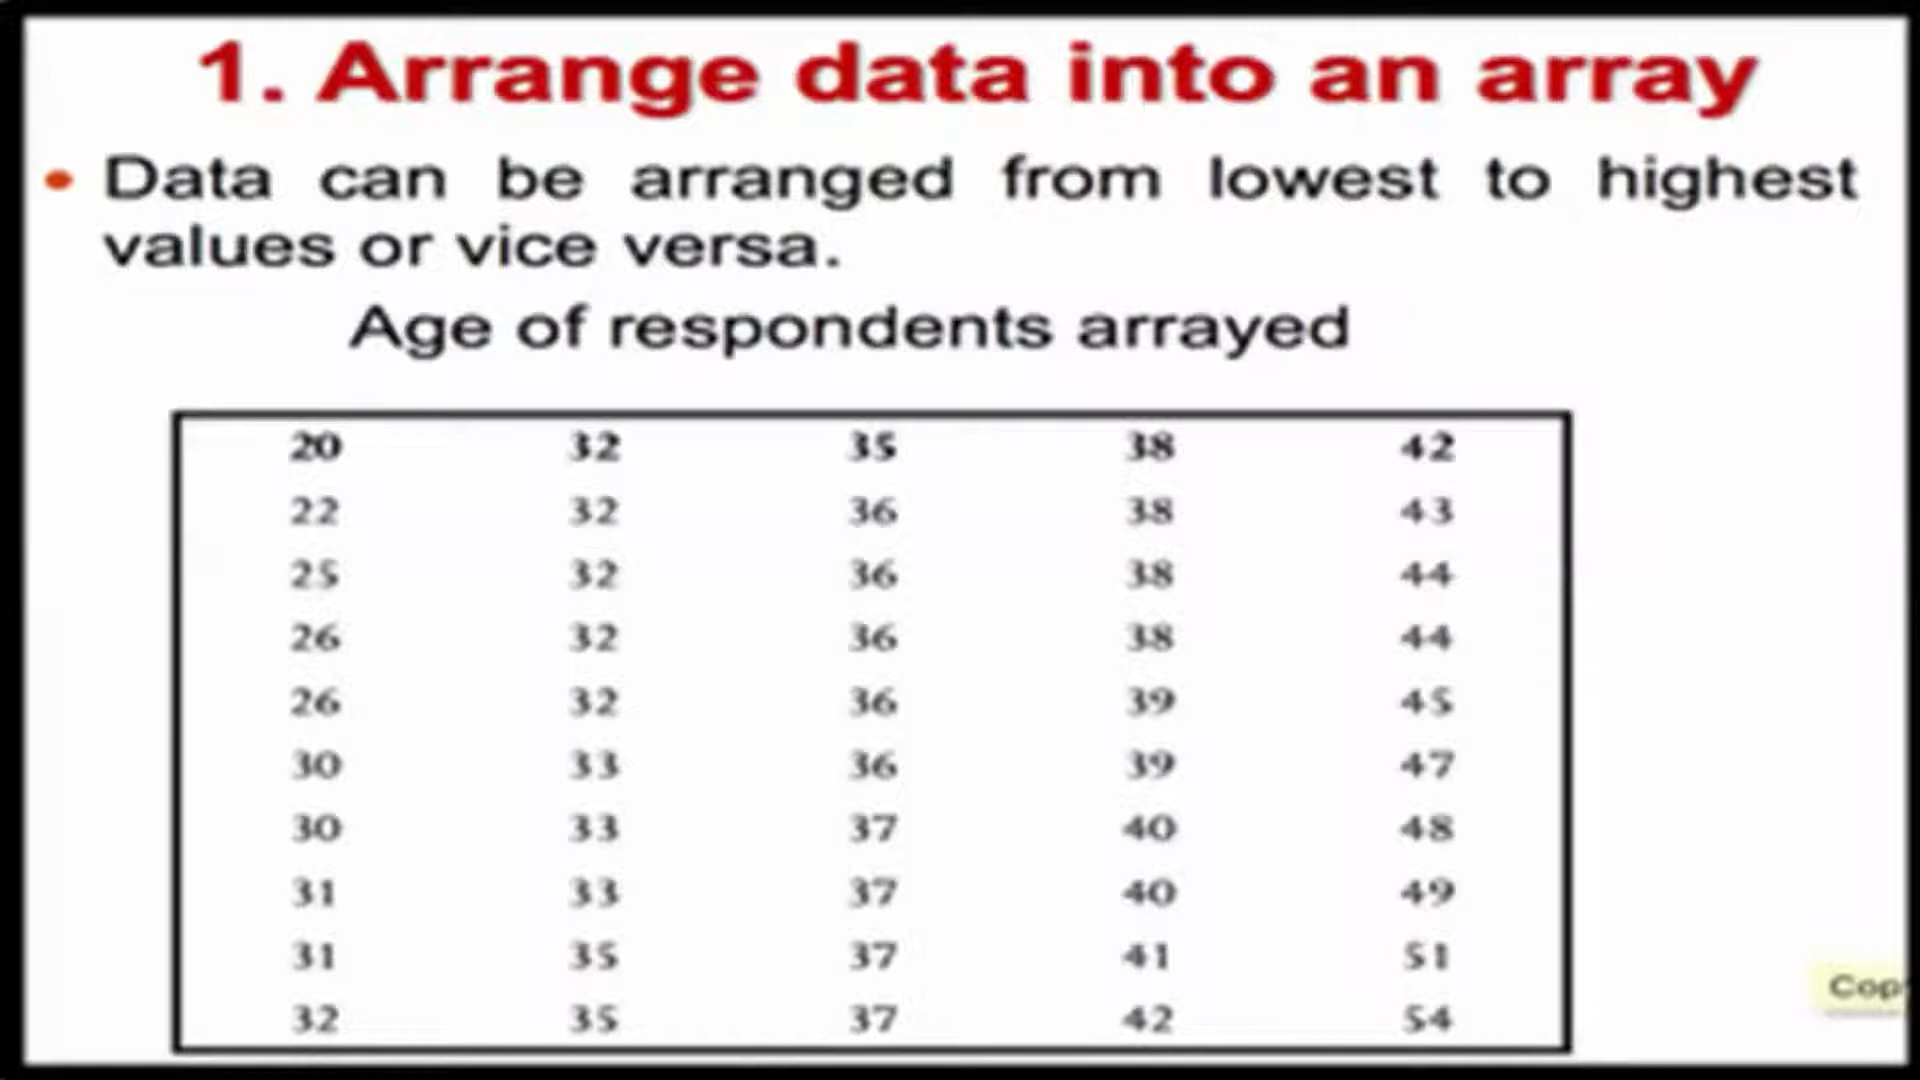 1. Arrange data into an array
• Data can be arranged from lowest to highest
values or vice versa.
Age of respondents arrayed
20 32 35 38 42
22 32 36 38 43
25 32 36 38 44
26 32 36 38 44
26 32 36 39 45
30 33 36 39 47
30 33 37 40 48
31 33 37 40 49
31 35 37 41 51
32 35 37 42 54
Cop